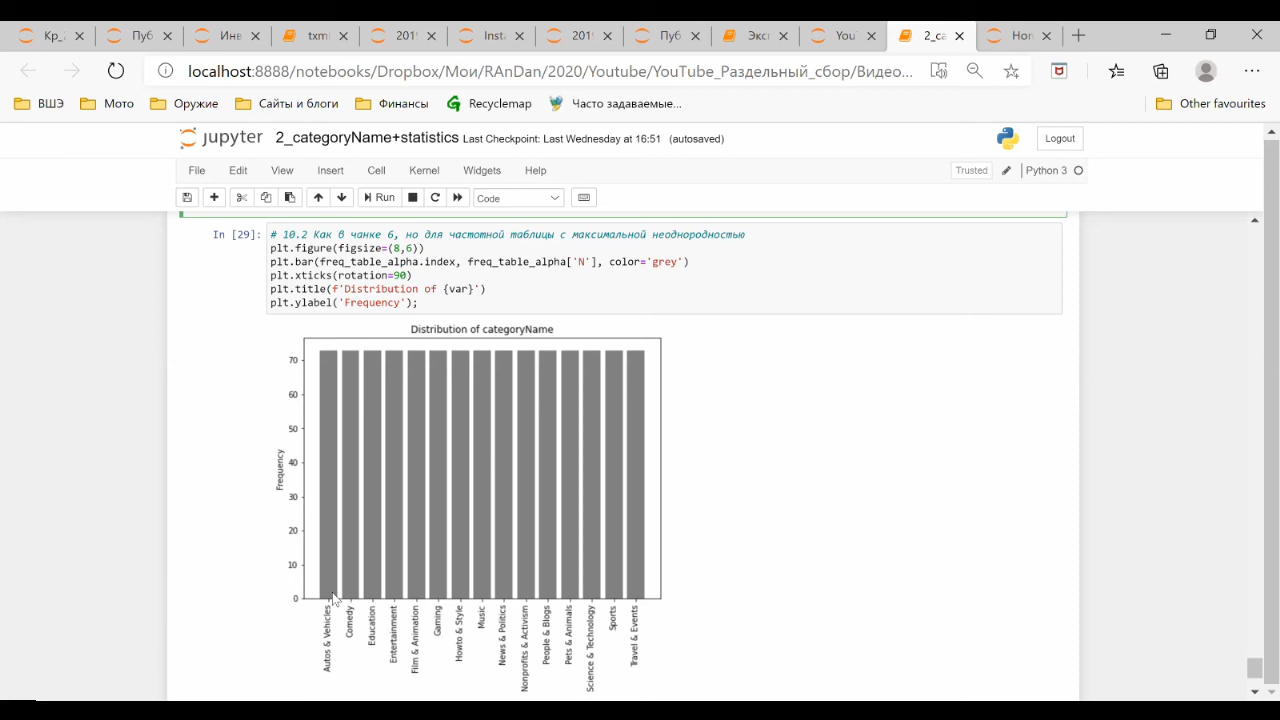 Кр_
Пуб
Инв
txml
201
Inst
201
Пуб
Эксп
You
2_ca
Hom
localhost:8888/notebooks/Dropbox/Мои/RAnDan/2020/Youtube/YouTube_Раздельный_сбор/Видео...
ВШЭ
Мото
Оружие
Сайты и блоги
Финансы
Recyclemap
Часто задаваемые...
Other favourites
jupyter 2_categoryName+statistics Last Checkpoint: Last Wednesday at 16:51 (autosaved)
Logout
File Edit View Insert Cell Kernel Widgets Help
Trusted
Python 3
Run
Code
In [29]:
# 10.2 Как в чанке 6, но для частотной таблицы с максимальной неоднородностью
plt.figure(figsize=(8,6))
plt.bar(freq_table_alpha.index, freq_table_alpha['N'], color='grey')
plt.xticks(rotation=90)
plt.title(f'Distribution of {var}')
plt.ylabel('Frequency');
Distribution of categoryName
70
60
50
40
30
20
10
0
Frequency
Autos & Vehicles
Comedy
Education
Entertainment
Film & Animation
Gaming
Howto & Style
Music
News & Politics
Nonprofits & Activism
People & Blogs
Pets & Animals
Science & Technology
Sports
Travel & Events